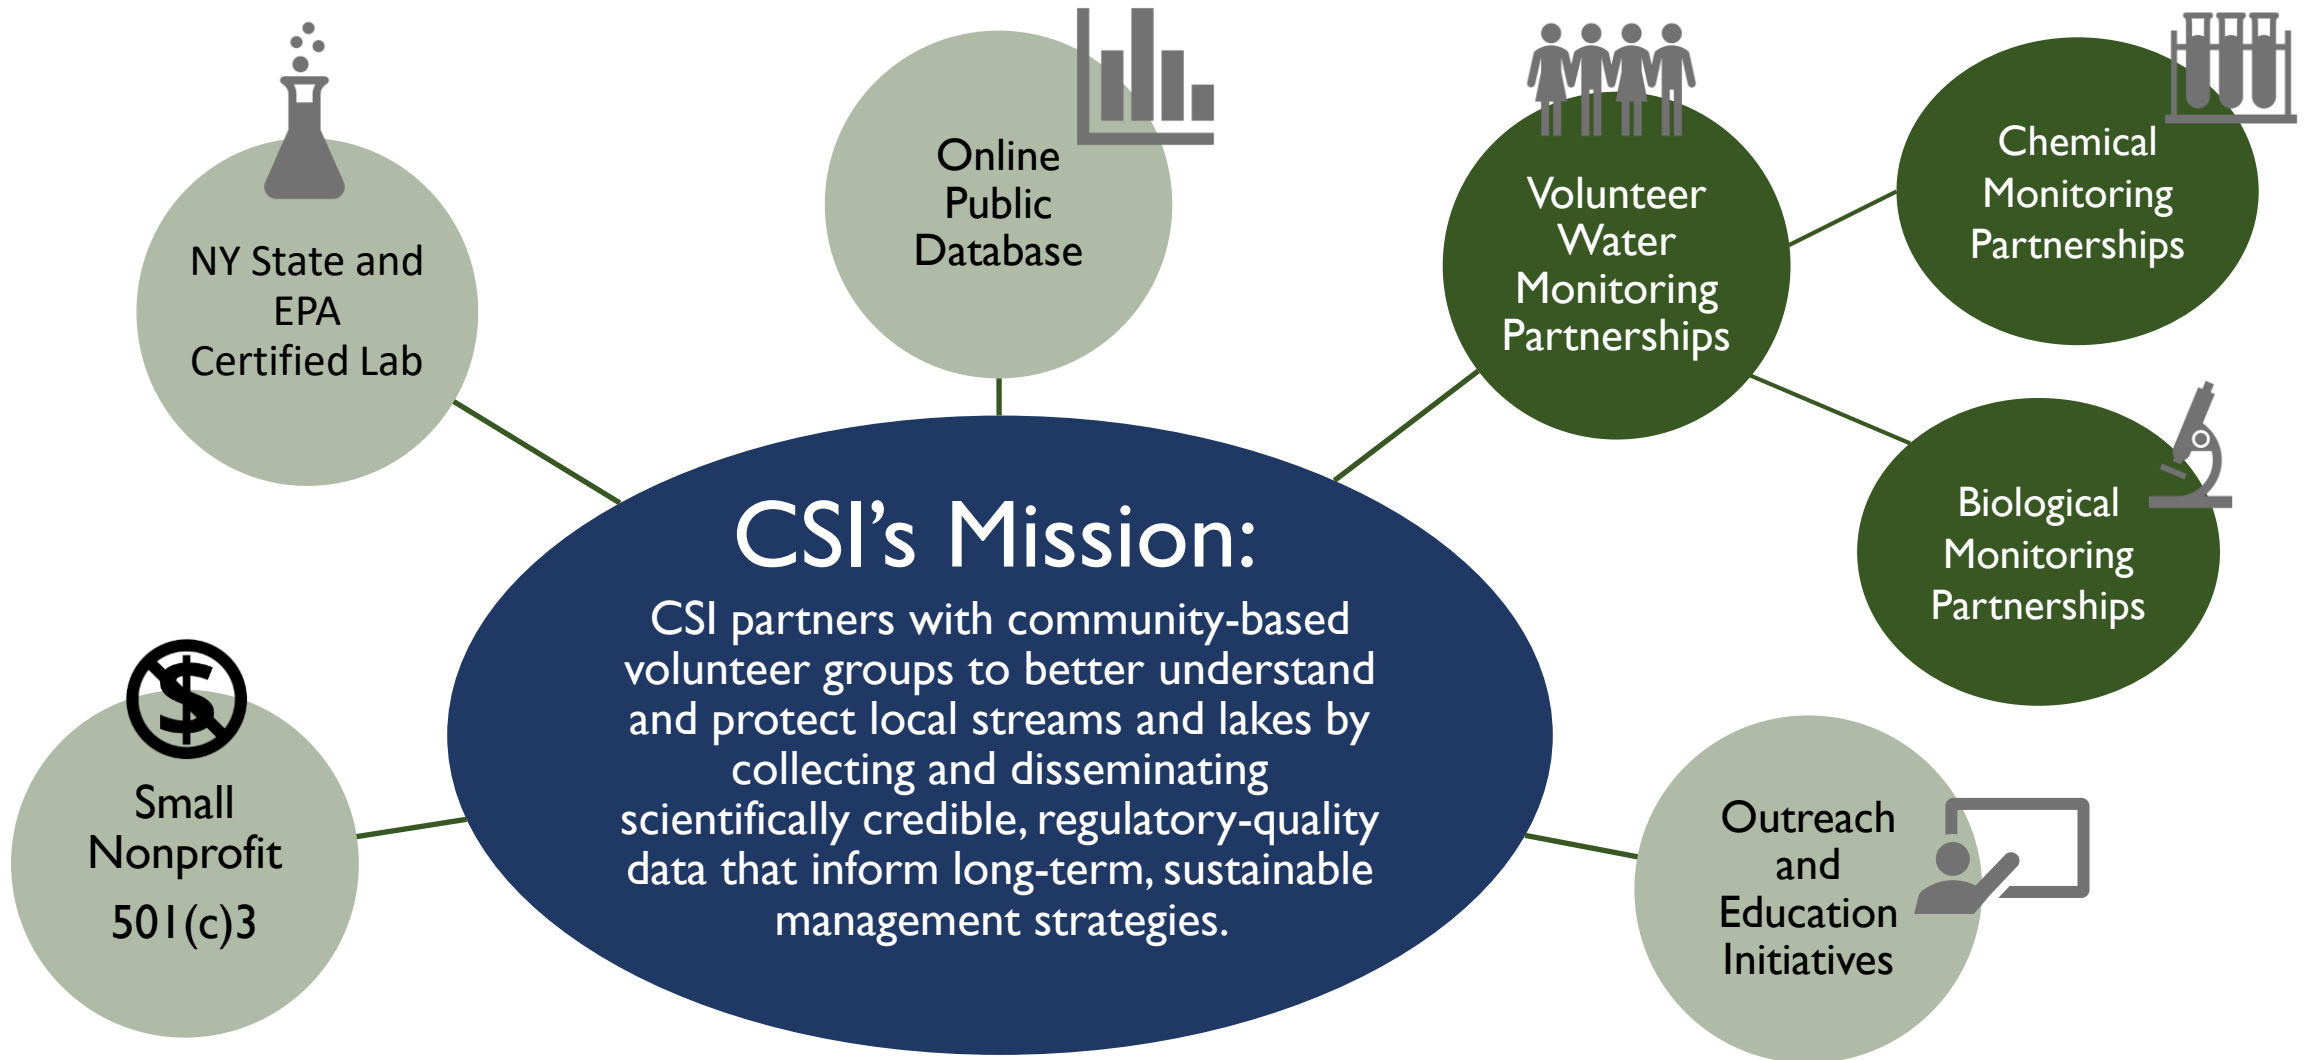 NY State and
EPA
Certified Lab
Online
Public
Database
Volunteer
Water
Monitoring
Partnerships
Chemical
Monitoring
Partnerships
Biological
Monitoring
Partnerships
CSI’s Mission:
CSI partners with community-based
volunteer groups to better understand
and protect local streams and lakes by
collecting and disseminating
scientifically credible, regulatory-quality
data that inform long-term, sustainable
management strategies.
$
Small
Nonprofit
501(c)3
Outreach
and
Education
Initiatives